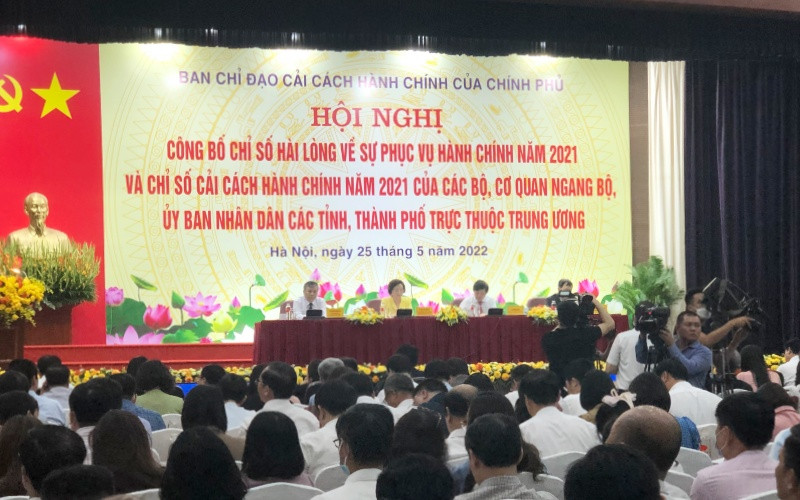 BAN CHỈ ĐẠO CẢI CÁCH HÀNH CHÍNH CỦA CHÍNH PHỦ
HỘI NGHỊ
CÔNG BỐ CHỈ SỐ HÀI LÒNG VỀ SỰ PHỤC VỤ HÀNH CHÍNH NĂM 2021
VÀ CHỈ SỐ CẢI CÁCH HÀNH CHÍNH NĂM 2021 CỦA CÁC BỘ, CƠ QUAN NGANG BỘ,
ỦY BAN NHÂN DÂN CÁC TỈNH, THÀNH PHỐ TRỰC THUỘC TRUNG ƯƠNG
Hà Nội, ngày 25 tháng 5 năm 2022